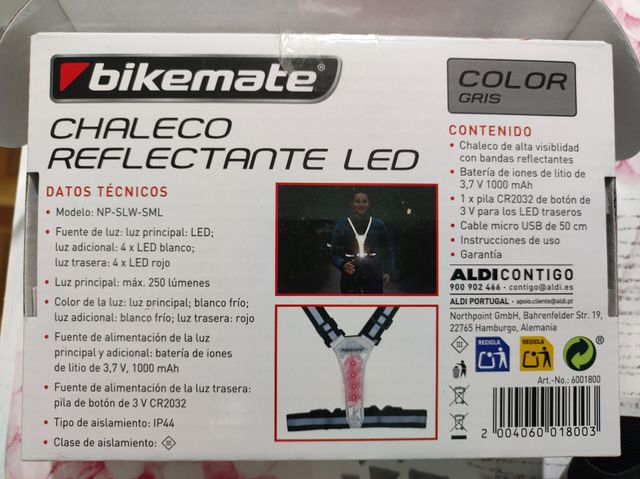 bikemate®
COLOR
GRIS
CHALECO
REFLECTANTE LED
DATOS TÉCNICOS
• Modelo: NP-SLW-SML
• Fuente de luz: luz principal: LED;
luz adicional: 4 x LED blanco;
luz trasera: 4 x LED rojo
• Luz principal: máx. 250 lúmenes
• Color de la luz: luz principal; blanco frío;
luz adicional: blanco frío; luz trasera: rojo
• Fuente de alimentación de la luz
principal y adicional: batería de iones
de litio de 3,7 V, 1000 mAh
• Fuente de alimentación de la luz trasera:
pila de botón de 3 V CR2032
• Tipo de aislamiento: IP44
• Clase de aislamiento:
bikemate
CONTENIDO
• Chaleco de alta visiblidad
con bandas reflectantes
• Batería de iones de litio de
3,7 V 1000 mAh
• 1 x pila CR2032 de botón de
3 V para los LED traseros
• Cable micro USB de 50 cm
• Instrucciones de uso
• Garantía
ALDI CONTIGO
900 902 466 · contigo@aldi.es
ALDI PORTUGAL · apoio.cliente@aldi.pt
Northpoint GmbH, Bahrenfelder Str. 19,
22765 Hamburgo, Alemania
RECICLA
RECICLA
Art.-No.: 6001800
2 004060 018003